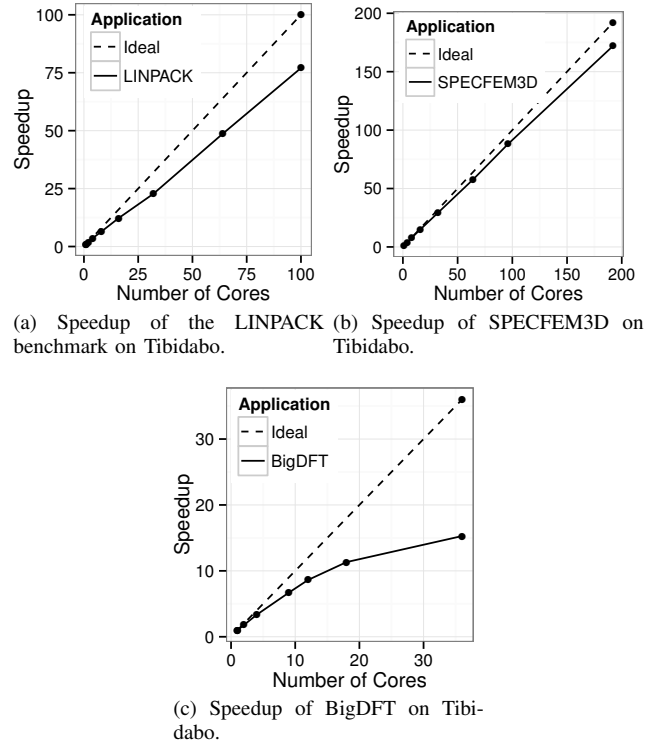 Application
Ideal
LINPACK
Speedup
100
75
50
25
0
0 25 50 75 100
Number of Cores
(a) Speedup of the LINPACK
benchmark on Tibidabo.
Application
Ideal
SPECFEM3D
Speedup
200
150
100
50
0
0 50 100 150 200
Number of Cores
(b) Speedup of SPECFEM3D on
Tibidabo.
Application
Ideal
BigDFT
Speedup
30
20
10
0
0 10 20 30
Number of Cores
(c) Speedup of BigDFT on Tibi-
dabo.